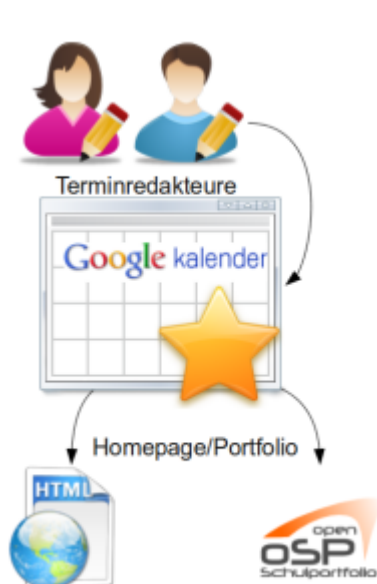 Terminredakteure
Google kalender
Homepage/Portfolio
HTML
open
OSP
Schulportfolio